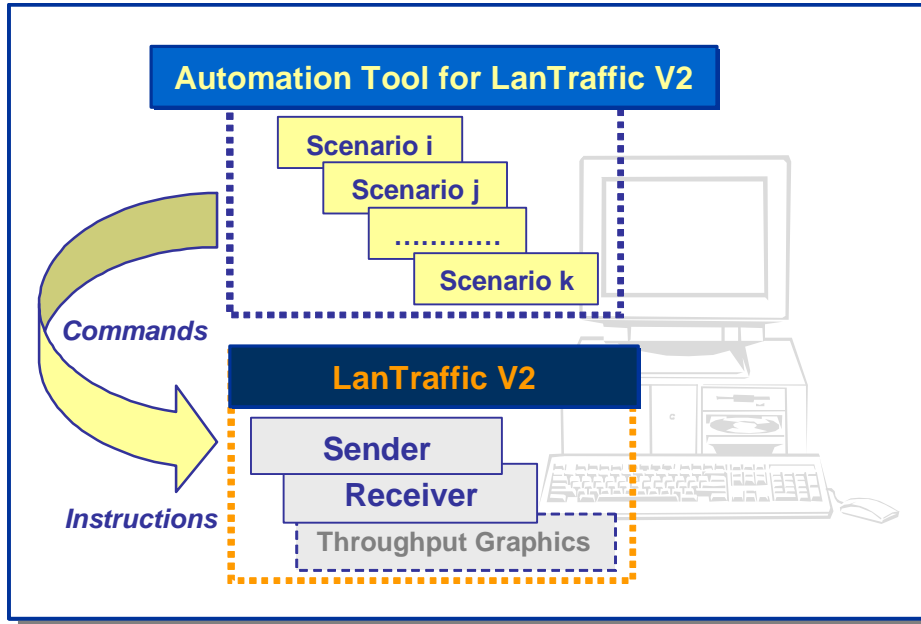 Automation Tool for LanTraffic V2
Scenario i
Scenario j
............
Scenario k
Commands
LanTraffic V2
Sender
Receiver
Instructions
Throughput Graphics